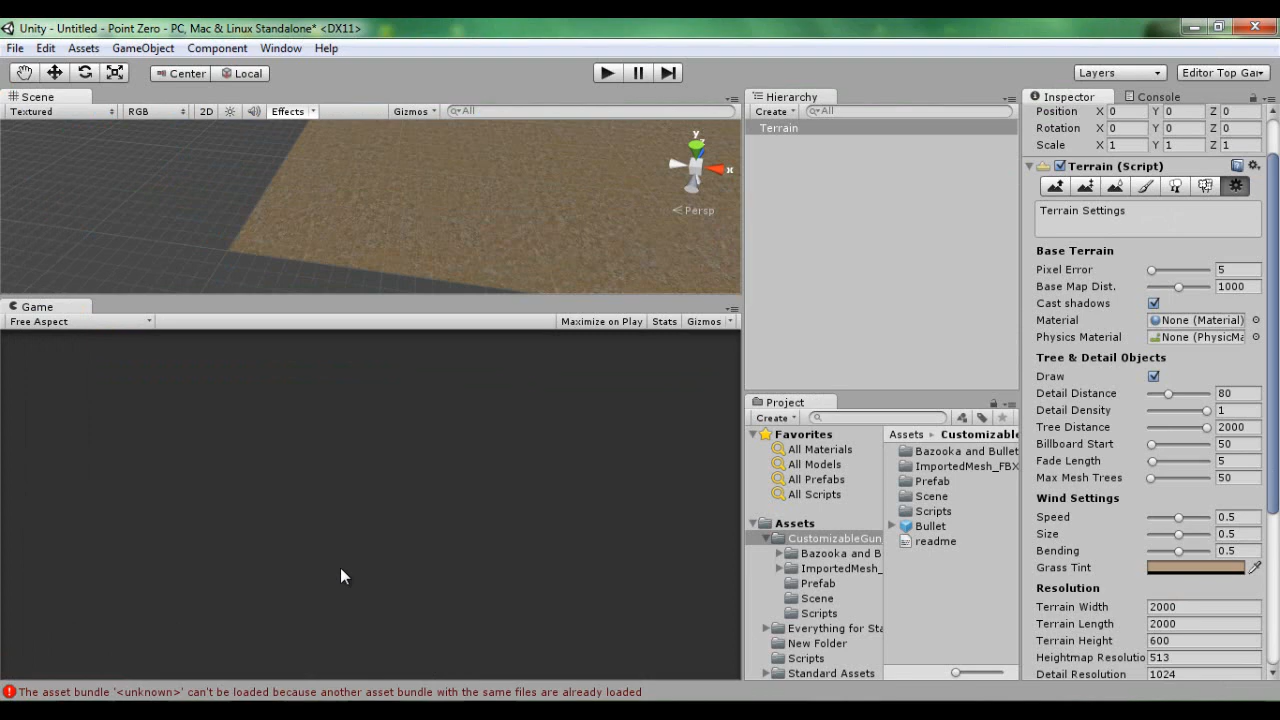 Unity - Untitled - Point Zero - PC, Mac & Linux Standalone* <DX11>
File Edit Assets GameObject Component Window Help
Center Local Layers Editor Top Gar
Scene
Textured RGB 2D Effects Gizmos All
y
x
Persp
Game
Free Aspect Maximize on Play Stats Gizmos
Hierarchy
Create All
Terrain
Project
Create
Favorites
All Materials
All Models
All Prefabs
All Scripts
Assets
CustomizableGun
Bazooka and B
ImportedMesh_
Prefab
Scene
Scripts
Everything for Sta
New Folder
Scripts
Standard Assets
Assets Customizable
Bazooka and Bullet
ImportedMesh_FBX
Prefab
Scene
Scripts
Bullet
readme
Inspector Console
Position X 0 Y 0 Z 0
Rotation X 0 Y 0 Z 0
Scale X 1 Y 1 Z 1
Terrain (Script)
Terrain Settings
Base Terrain
Pixel Error 5
Base Map Dist. 1000
Cast shadows
Material None (Material)
Physics Material None (PhysicMa
Tree & Detail Objects
Draw
Detail Distance 80
Detail Density 1
Tree Distance 2000
Billboard Start 50
Fade Length 5
Max Mesh Trees 50
Wind Settings
Speed 0.5
Size 0.5
Bending 0.5
Grass Tint
Resolution
Terrain Width 2000
Terrain Length 2000
Terrain Height 600
Heightmap Resolutio 513
Detail Resolution 1024
The asset bundle '<unknown>' can't be loaded because another asset bundle with the same files are already loaded